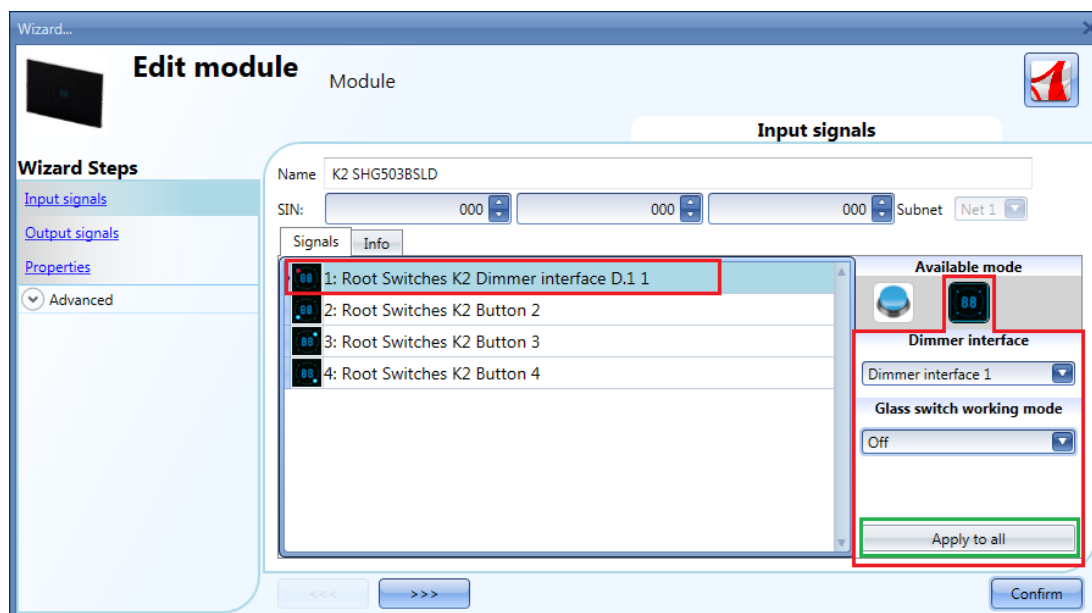 Wizard...
Edit module
Module
Input signals
Wizard Steps
Input signals
Output signals
Properties
Advanced
Name K2 SHG503BSLD
SIN: 000 000 000 Subnet Net 1
Signals Info
1: Root Switches K2 Dimmer interface D.1 1
2: Root Switches K2 Button 2
3: Root Switches K2 Button 3
4: Root Switches K2 Button 4
Available mode
88
Dimmer interface
Dimmer interface 1
Glass switch working mode
Off
Apply to all
<<< >>> Confirm